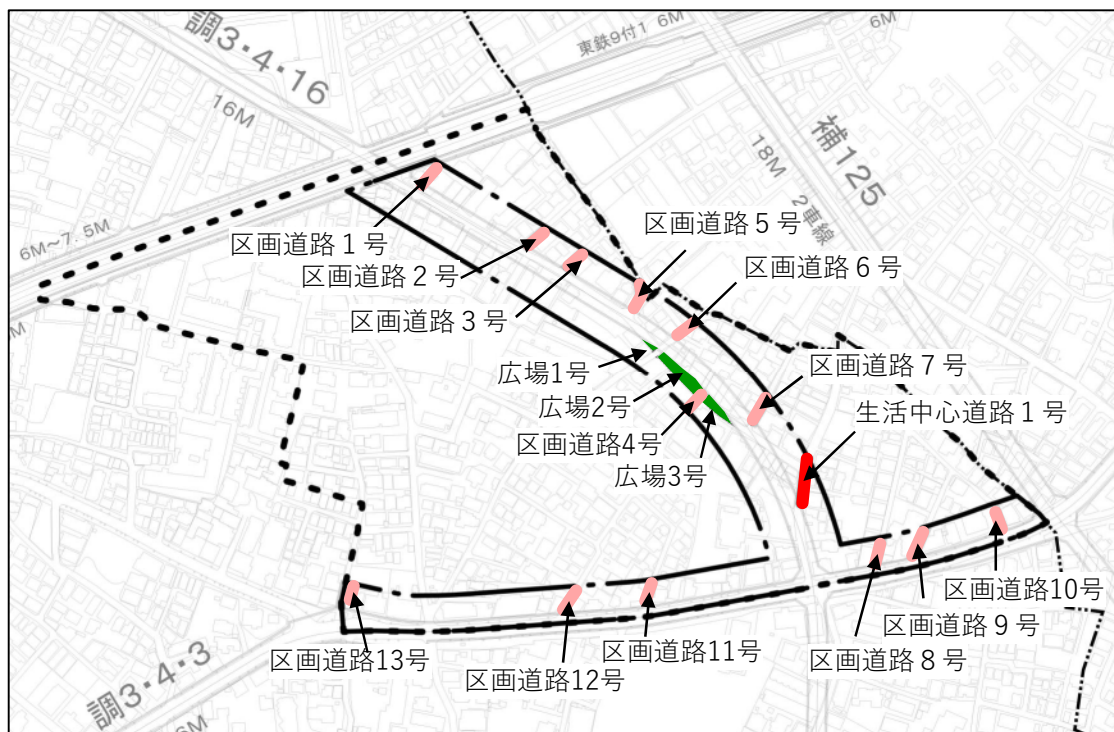 調3・4・16
16M
東鉄9付1 6M
6M
補125
18M
2車線
6M~7.5M
区画道路1号
区画道路2号
区画道路3号
区画道路5号
区画道路6号
広場1号
広場2号
区画道路4号
広場3号
区画道路7号
生活中心道路1号
区画道路10号
区画道路9号
区画道路8号
区画道路11号
区画道路12号
区画道路13号
調3・4・3